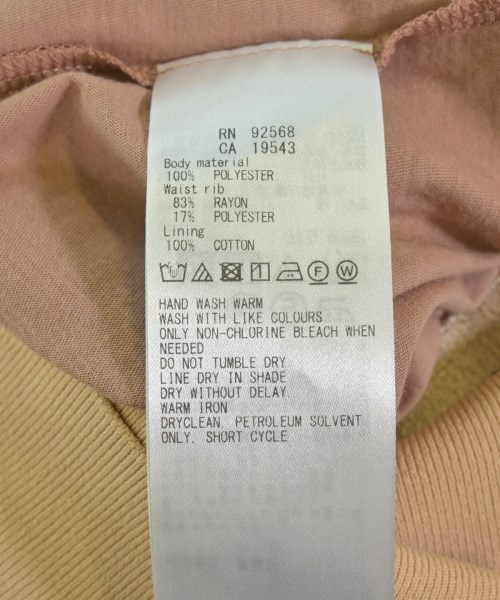 RN 92568
CA 19543
Body material
100% POLYESTER
Waist rib
83% RAYON
17% POLYESTER
Lining
100% COTTON
HAND WASH WARM
WASH WITH LIKE COLOURS
ONLY NON-CHLORINE BLEACH WHEN
NEEDED
DO NOT TUMBLE DRY
LINE DRY IN SHADE
DRY WITHOUT DELAY.
WARM IRON
DRYCLEAN, PETROLEUM SOLVENT
ONLY. SHORT CYCLE